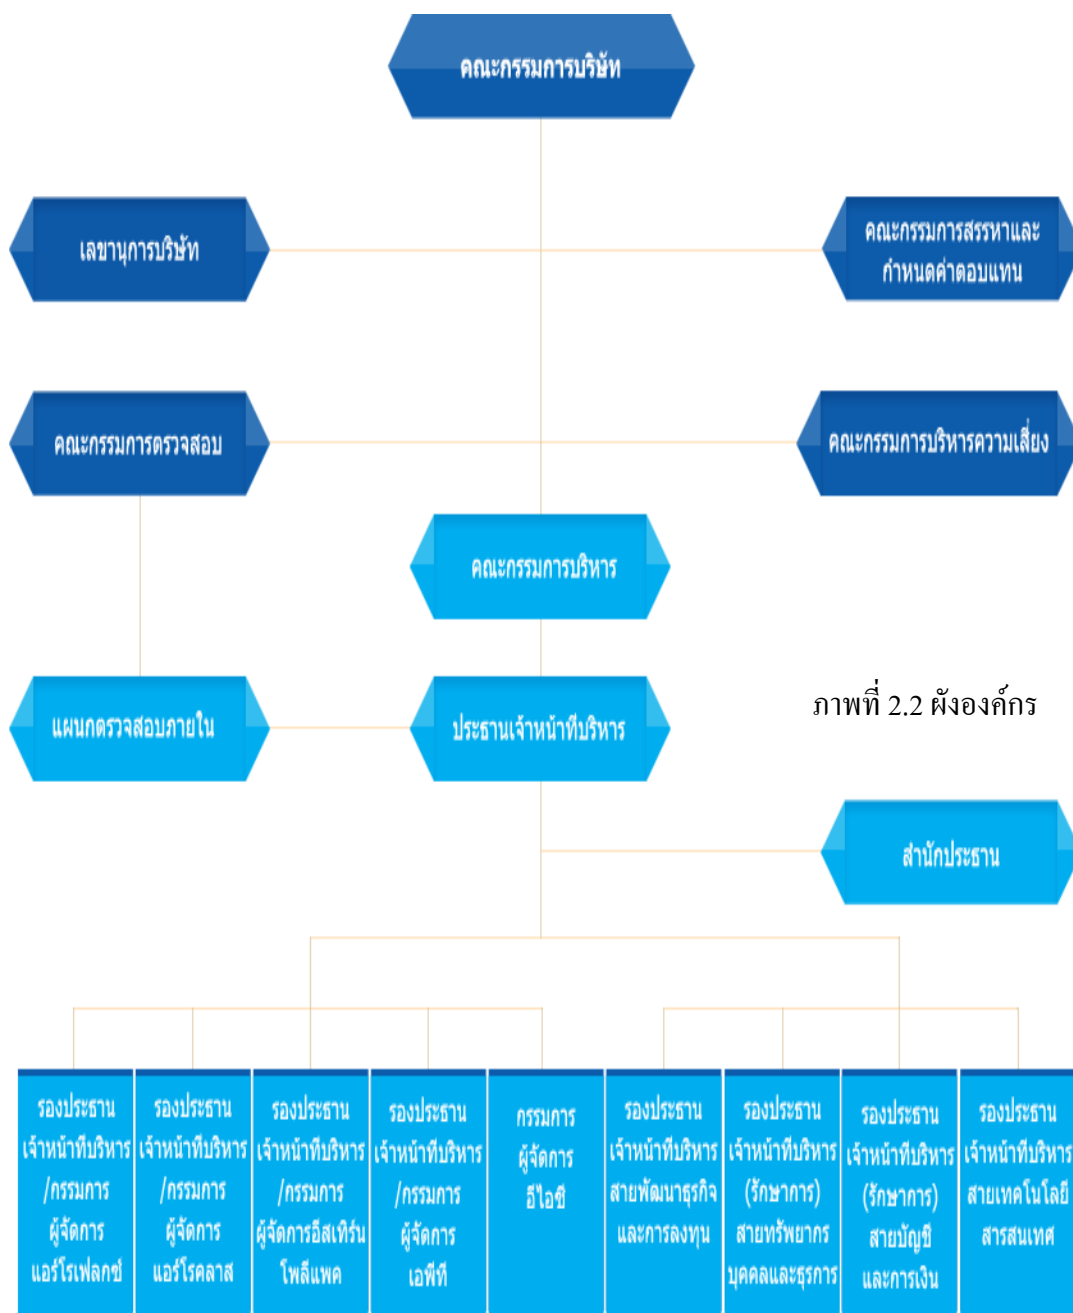 คณะกรรมการบริษัท
เลขานุการบริษัท
คณะกรรมการสรรหาและ
กำหนดค่าตอบแทน
คณะกรรมการตรวจสอบ
คณะกรรมการบริหารความเสี่ยง
คณะกรรมการบริหาร
แผนกตรวจสอบภายใน
ประธานเจ้าหน้าที่บริหาร
ภาพที่ 2.2 ผังองค์กร
สำนักประธาน
รองประธาน
เจ้าหน้าที่บริหาร
/กรรมการ
ผู้จัดการ
แอร์โรเฟลกซ์
รองประธาน
เจ้าหน้าที่บริหาร
/กรรมการ
ผู้จัดการ
แอร์โรคลาส
รองประธาน
เจ้าหน้าที่บริหาร
/กรรมการ
ผู้จัดการอีสเทิร์น
โพลีแพค
รองประธาน
เจ้าหน้าที่บริหาร
/กรรมการ
ผู้จัดการ
เอพีที
กรรมการ
ผู้จัดการ
อีไอซี
รองประธาน
เจ้าหน้าที่บริหาร
สายพัฒนาธุรกิจ
และการลงทุน
รองประธาน
เจ้าหน้าที่บริหาร
(รักษาการ)
สายทรัพยากร
บุคคลและธุรการ
รองประธาน
เจ้าหน้าที่บริหาร
(รักษาการ)
สายบัญชี
และการเงิน
รองประธาน
เจ้าหน้าที่บริหาร
สายเทคโนโลยี
สารสนเทศ